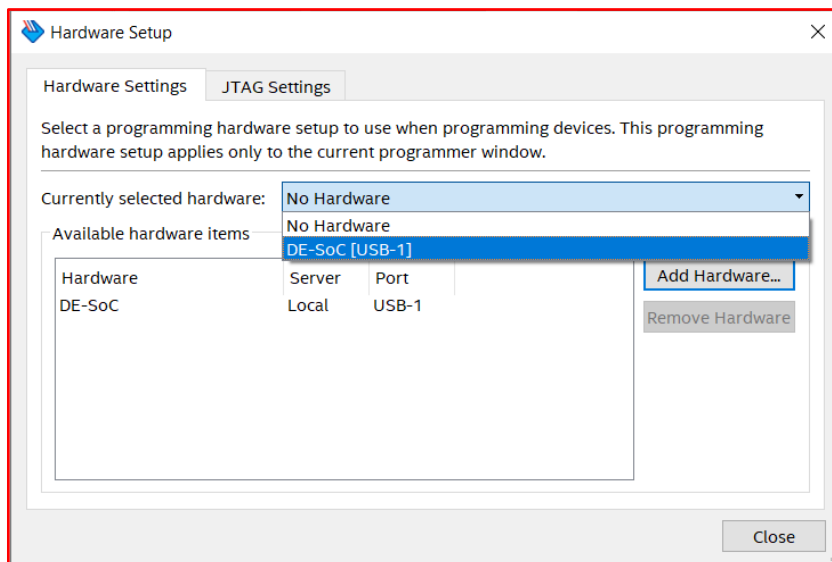 Hardware Setup
Hardware Settings
JTAG Settings
Select a programming hardware setup to use when programming devices. This programming
hardware setup applies only to the current programmer window.
Currently selected hardware: No Hardware
No Hardware
DE-SoC [USB-1]
Available hardware items
Hardware Server Port
DE-SoC Local USB-1
Add Hardware...
Remove Hardware
Close